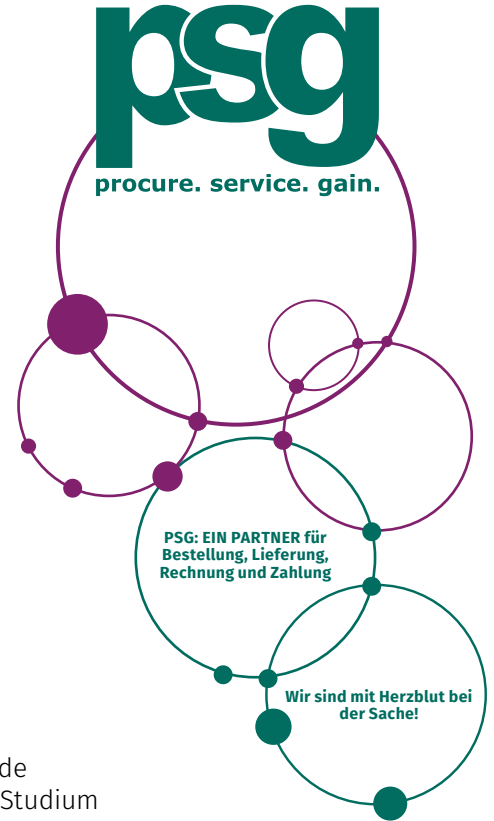 psg
procure. service. gain.
PSG: EIN PARTNER für
Bestellung, Lieferung,
Rechnung und Zahlung
Wir sind mit Herzblut bei
der Sache!
de
Studium